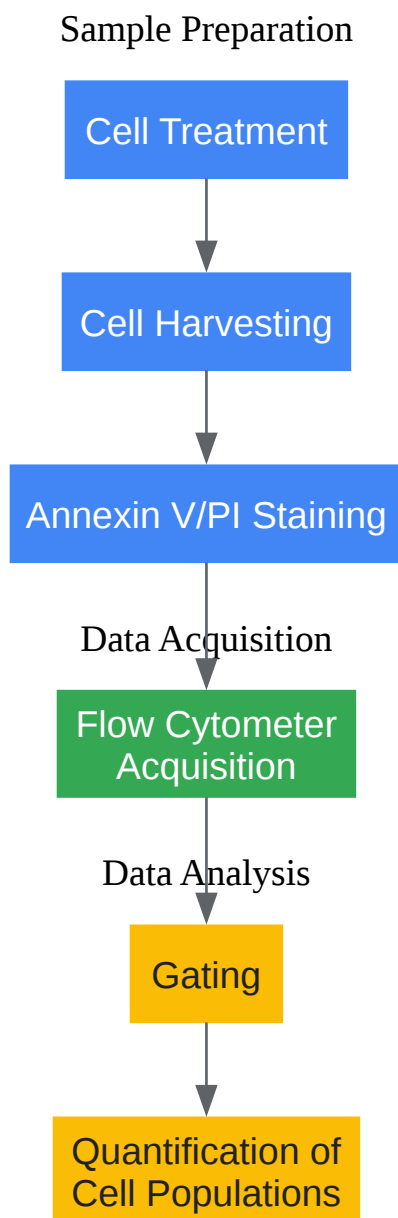 Sample Preparation
Cell Treatment
Cell Harvesting
Annexin V/PI Staining
Data Acquisition
Flow Cytometer
Acquisition
Data Analysis
Gating
Quantification of
Cell Populations